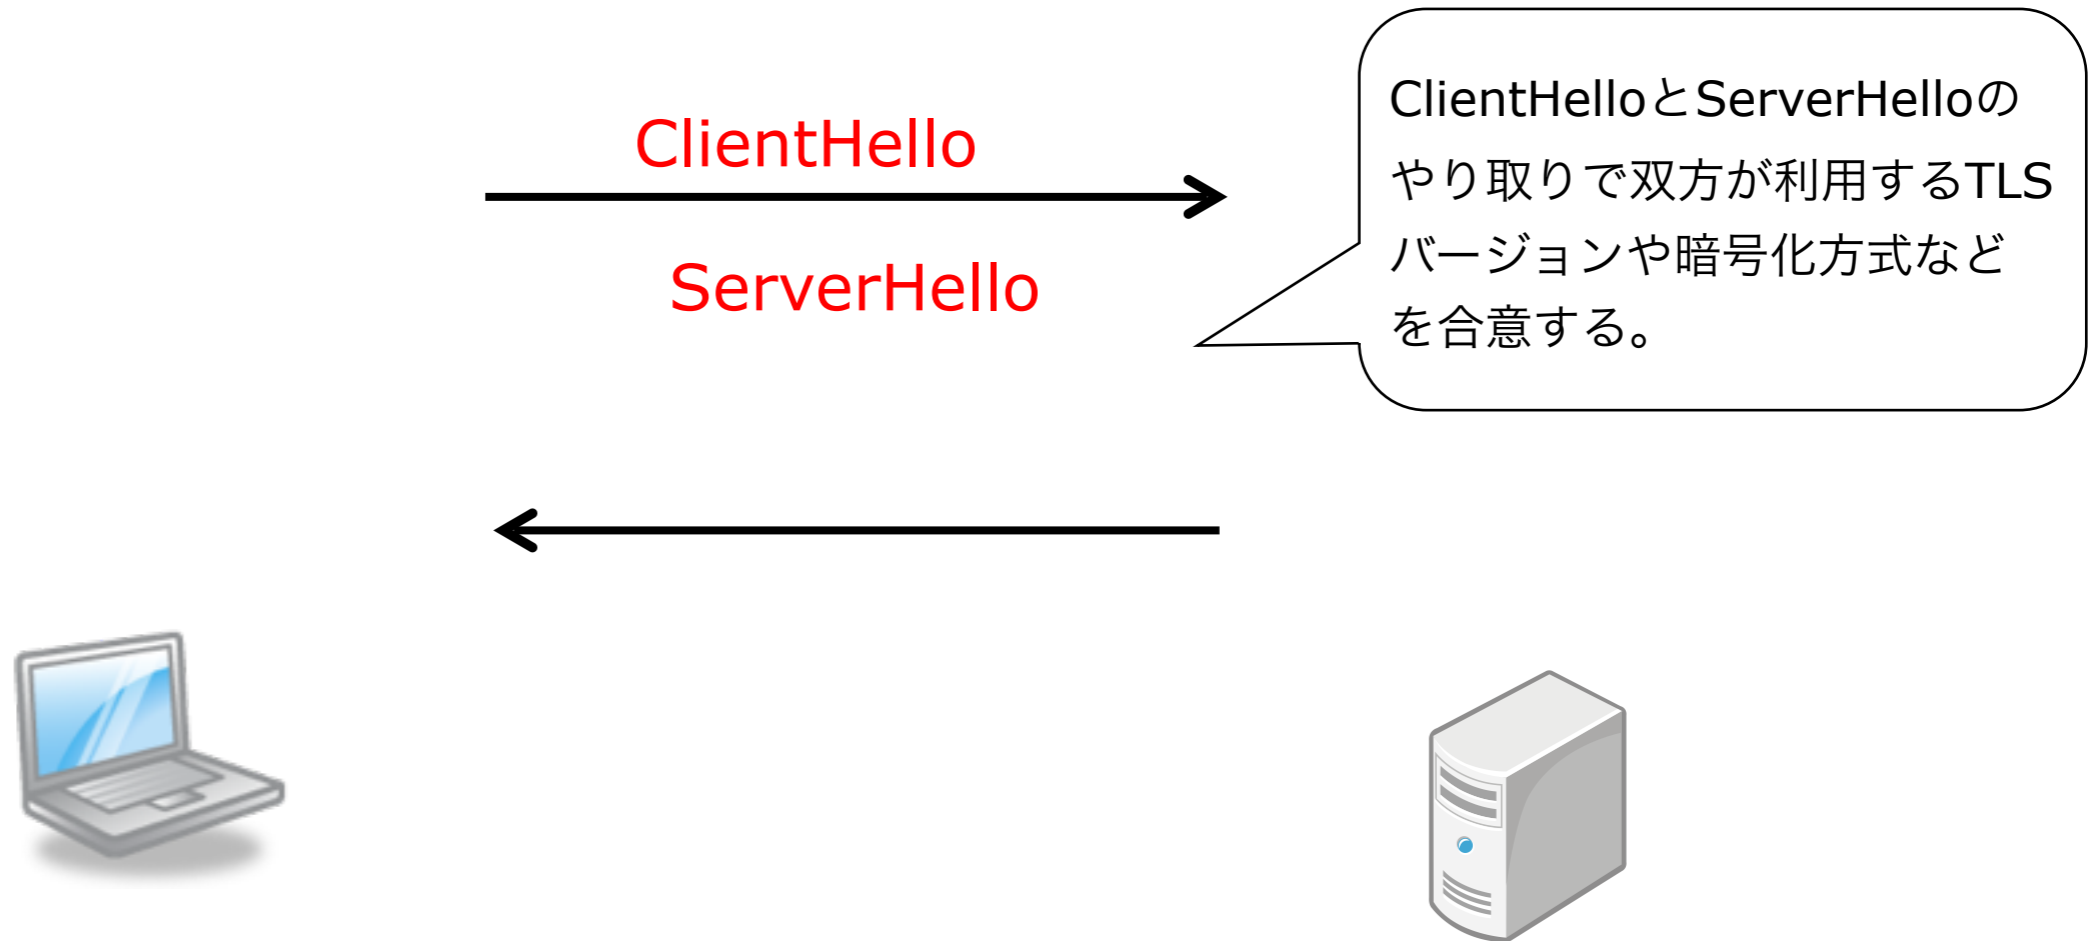 ClientHello
ServerHello
ClientHelloとServerHelloの
やり取りで双方が利用するTLS
バージョンや暗号化方式など
を合意する。